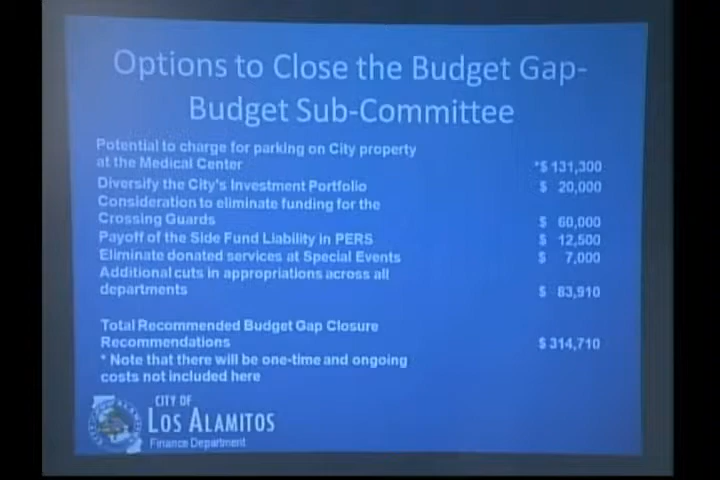 Options to Close the Budget Gap-
Budget Sub-Committee
Potential to charge for parking on City property
at the Medical Center *$ 131,300
Diversify the City's Investment Portfolio $ 20,000
Consideration to eliminate funding for the
Crossing Guards $ 60,000
Payoff of the Side Fund Liability in PERS $ 12,500
Eliminate donated services at Special Events $ 7,000
Additional cuts in appropriations across all
departments $ 83,910
Total Recommended Budget Gap Closure
Recommendations $ 314,710
* Note that there will be one-time and ongoing
costs not included here
CITY OF
LOS ALAMITOS
Finance Department